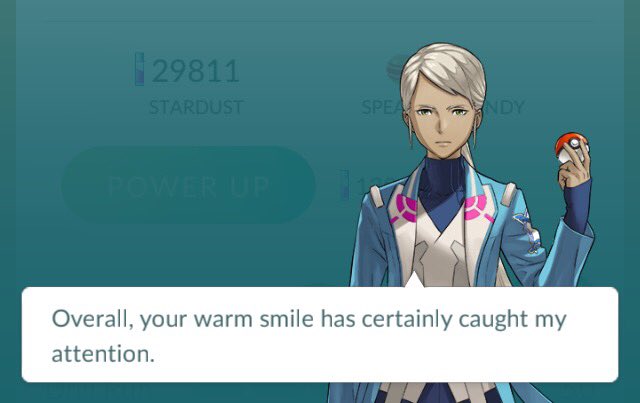 29811
STARDUST
POWER UP
Overall, your warm smile has certainly caught my
attention.